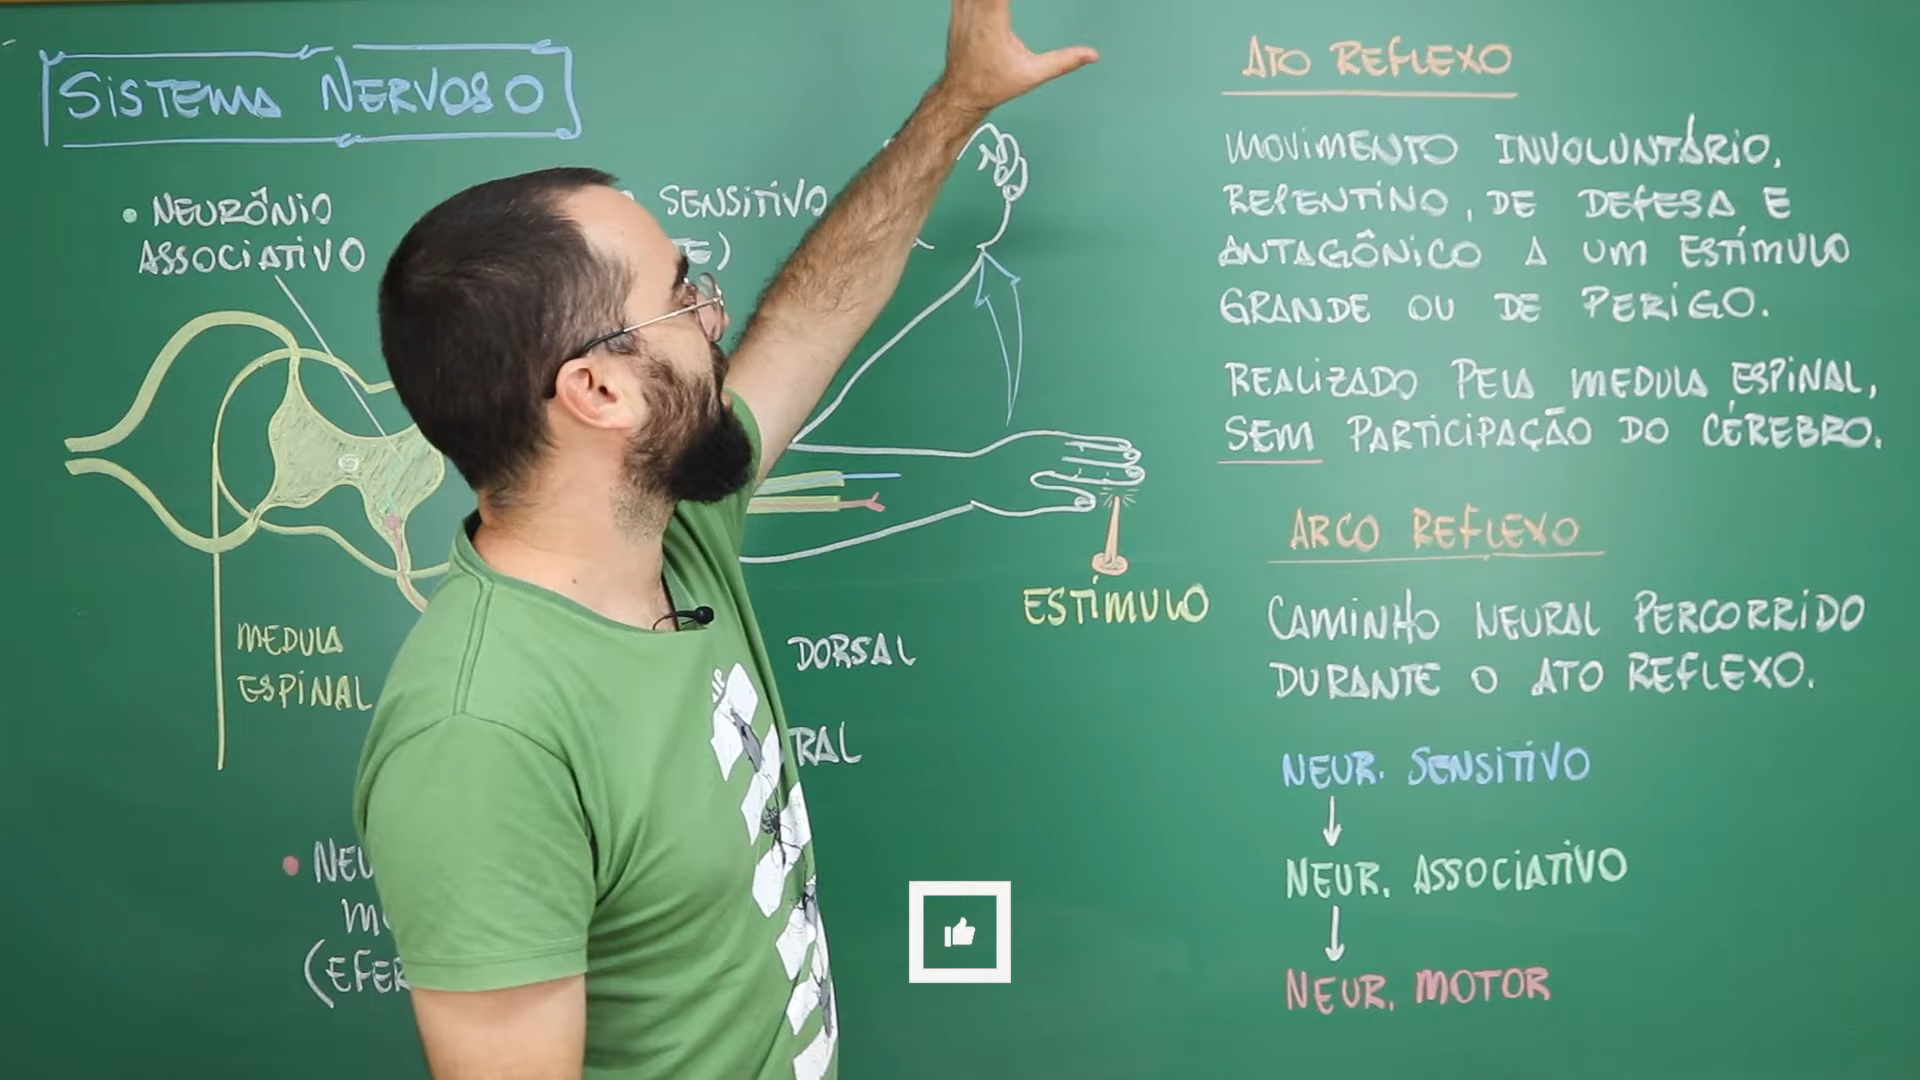 SISTEMA NERVOSO
• NEURÔNIO
ASSOCIATIVO
SENSITIVO
MEDULA
ESPINAL
DORSAL
ESTÍMULO
ATO REFLEXO
MOVIMENTO INVOLUNTÁRIO,
REPENTINO, DE DEFESA E
ANTAGÔNICO A UM ESTÍMULO
GRANDE OU DE PERIGO.
REALIZADO PELA MEDULA ESPINAL,
SEM PARTICIPAÇÃO DO CÉREBRO.
ARCO REFLEXO
CAMINHO NEURAL PERCORRIDO
DURANTE O ATO REFLEXO.
NEUR. SENSITIVO
NEUR. ASSOCIATIVO
NEUR. MOTOR